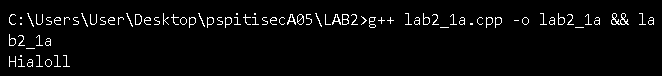 C:\Users\User\Desktop\pspitisecA05\LAB2>g++ lab2_1a.cpp -o lab2_1a && la
b2_1a
Hialoll